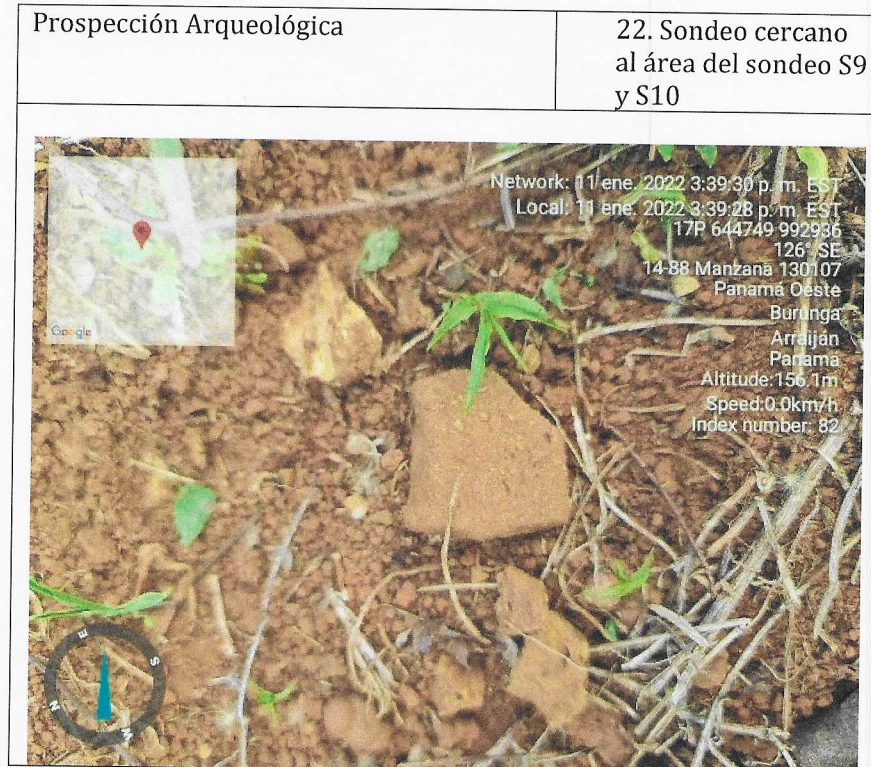 Prospección Arqueológica
22. Sondeo cercano
al área del sondeo S9
y S10
Network: 11 ene. 2022 3:39:30 p. m. EST
Local: 11 ene. 2022 3:39:28 p. m. EST
17P 644749 992936
126° SE
14-88 Manzana 130107
Panamá Oeste
Burunga
Arraiján
Panamá
Altitude:156.1m
Speed:0.0km/h
Index number: 82
Google
E
S
N
W